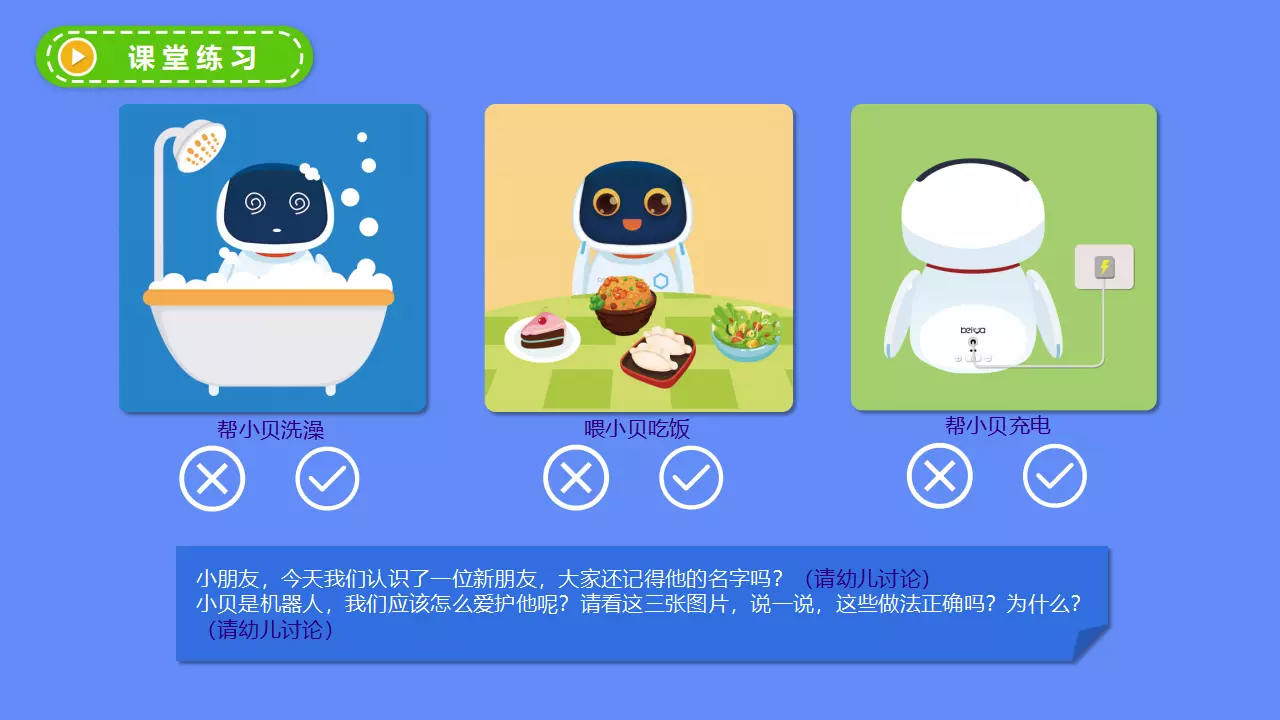 课堂练习
beiya
帮小贝洗澡
喂小贝吃饭
帮小贝充电
小朋友，今天我们认识了一位新朋友，大家还记得他的名字吗？（请幼儿讨论）
小贝是机器人，我们应该怎么爱护他呢？请看这三张图片，说一说，这些做法正确吗？为什么？
（请幼儿讨论）